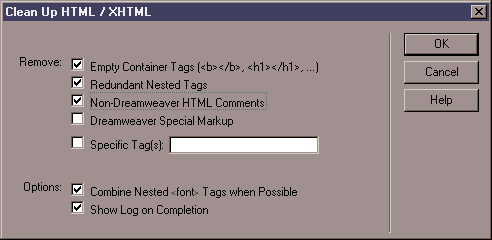 Clean Up HTML / XHTML
OK
Remove:
Empty Container Tags (<b></b>, <h1></h1>, ...)
Redundant Nested Tags
Cancel
Non-Dreamweaver HTML Comments
Help
Dreamweaver Special Markup
Specific Tag(s):
Options:
Combine Nested <font> Tags when Possible
Show Log on Completion